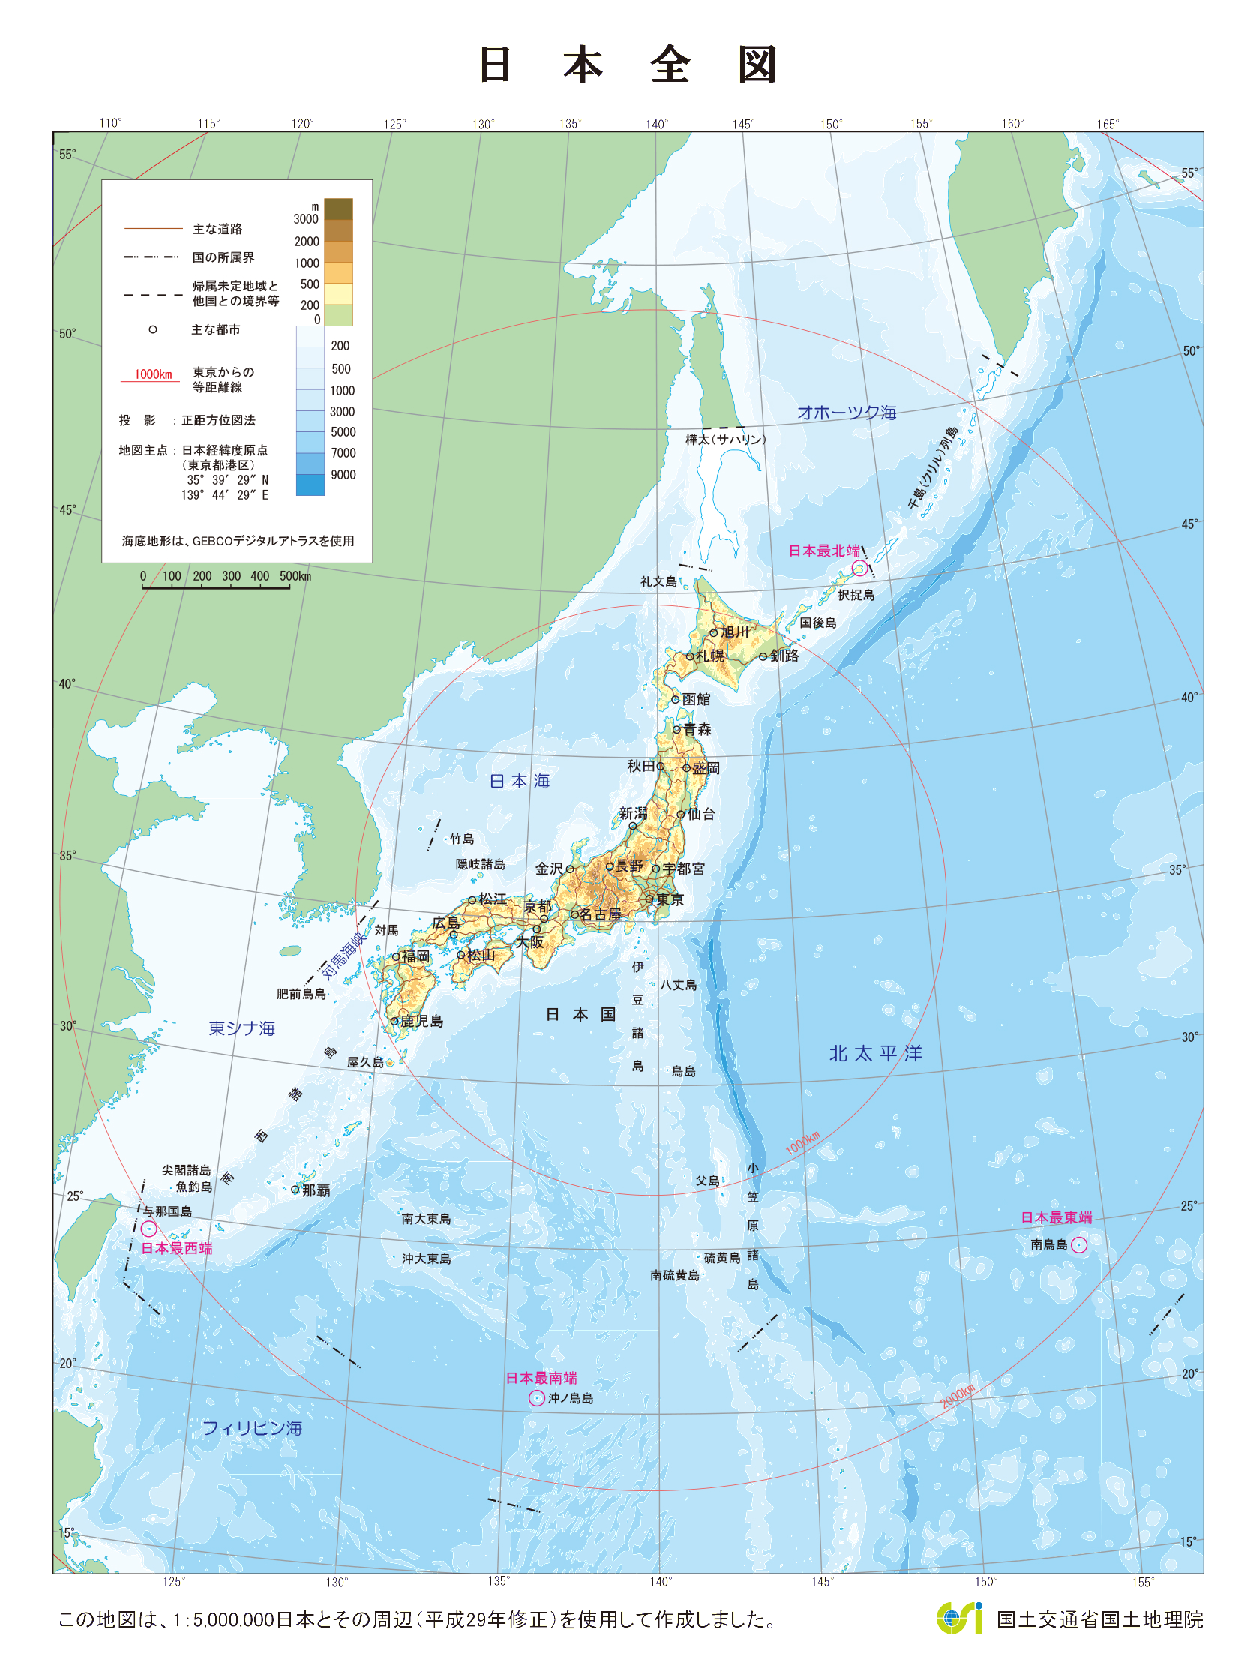 日本全図
110° 115° 120° 125° 130° 135° 140° 145° 150° 155° 160° 165°
55°
50°
45°
40°
35°
30°
25°
20°
15°
55°
50°
45°
40°
35°
30°
25°
20°
15°
主な道路
国の所属界
帰属未定地域と
他国との境界等
主な都市
1000km
東京からの
等距離線
投 影 :正距方位図法
地図主点:日本経緯度原点
(東京都港区)
35° 39′ 29″ N
139° 44′ 29″ E
海底地形は、GEBCOデジタルアトラスを使用
m
3000
2000
1000
500
200
0
200
500
1000
3000
5000
7000
9000
0 100 200 300 400 500km
オホーツク海
樺太(サハリン)
千島(クリル)列島
日本最北端
択捉島
国後島
礼文島
旭川
札幌
釧路
函館
青森
秋田
盛岡
日本海
新潟
仙台
竹島
隠岐諸島
金沢
長野
宇都宮
松江
京都
東京
名古屋
広島
対馬
大阪
福岡
松山
対馬海峡
肥前鳥島
伊豆諸島
八丈島
日本国
鹿児島
東シナ海
北太平洋
屋久島
鳥島
南西諸島
1000km
尖閣諸島
魚釣島
那覇
父島
小笠原諸島
与那国島
日本最西端
南大東島
沖大東島
硫黄島
南硫黄島
日本最東端
南鳥島
日本最南端
沖ノ鳥島
2000km
フィリピン海
125° 130° 135° 140° 145° 150° 155°
この地図は、1:5,000,000日本とその周辺(平成29年修正)を使用して作成しました。
国土交通省国土地理院